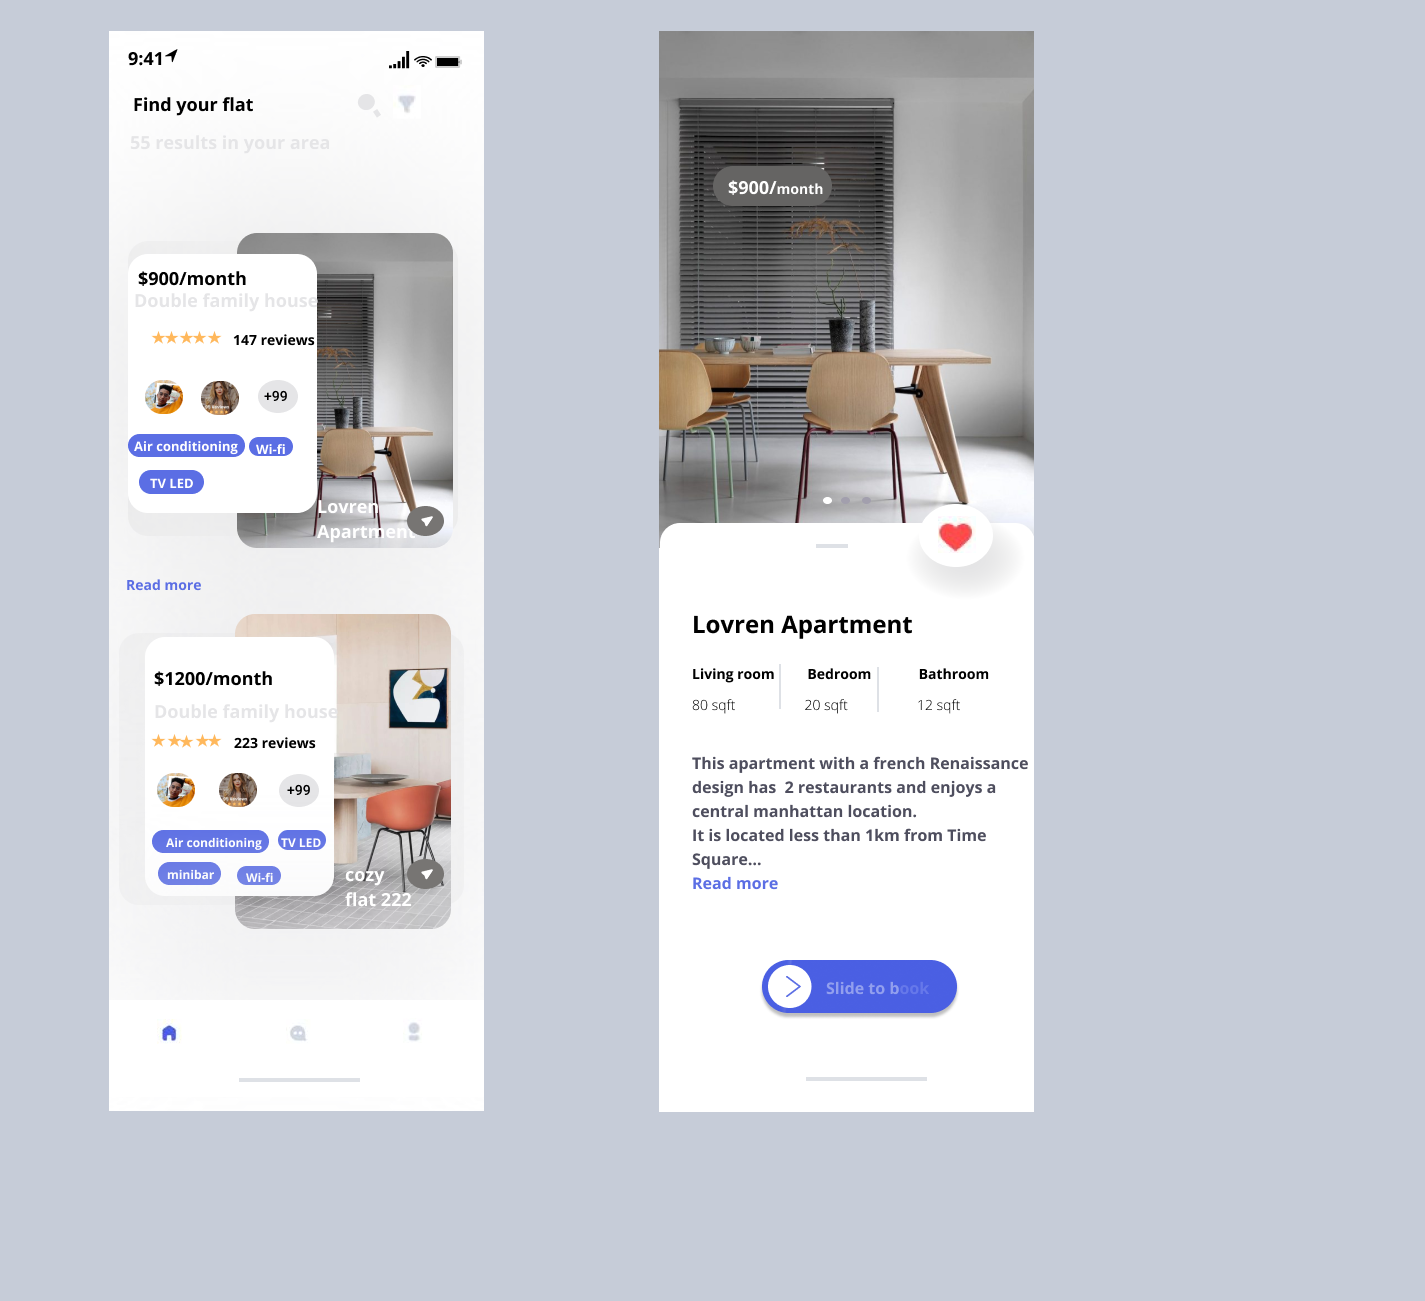 9:41
Find your flat
55 results in your area
$900/month
Double family house
147 reviews
+99
Air conditioning
Wi-fi
TV LED
Lovren
Apartment
Read more
$1200/month
Double family house
223 reviews
+99
Air conditioning
TV LED
minibar
Wi-fi
cozy
flat 222
$900/month
Lovren Apartment
Living room
Bedroom
Bathroom
80 sqft
20 sqft
12 sqft
This apartment with a french Renaissance
design has  2 restaurants and enjoys a
central manhattan location.
It is located less than 1km from Time
Square...
Read more
Slide to book